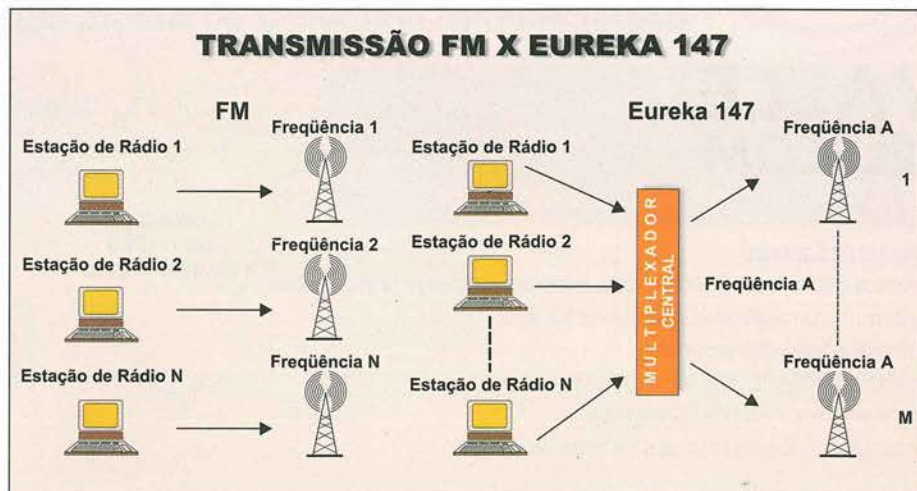 TRANSMISSÃO FM X EUREKA 147
FM
Estação de Rádio 1
Freqüência 1
Estação de Rádio 2
Freqüência 2
Estação de Rádio N
Freqüência N
Eureka 147
Estação de Rádio 1
Estação de Rádio 2
Estação de Rádio N
MULTIPLEXADOR
CENTRAL
Freqüência A
1
Freqüência A
Freqüência A
M